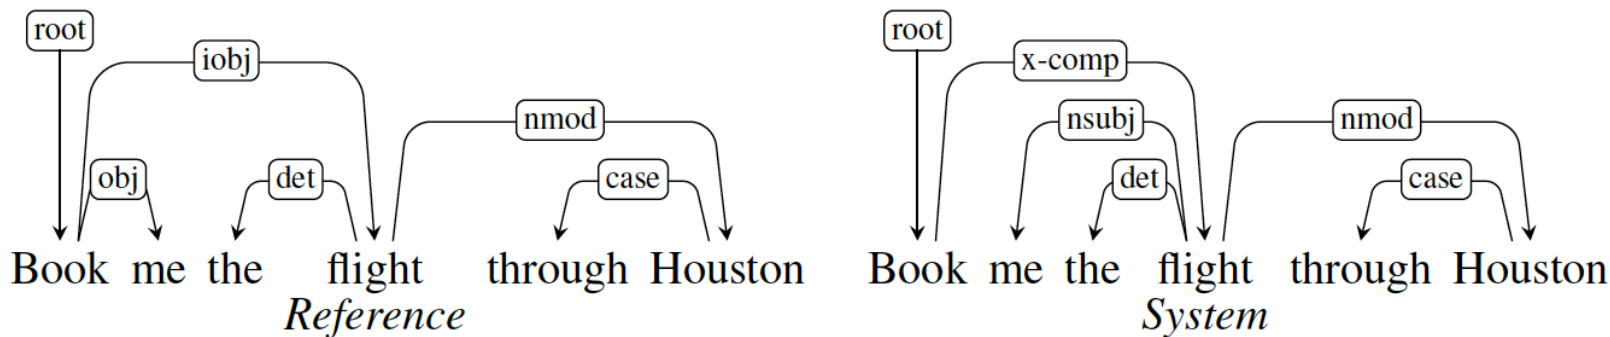 root root
iobj x-comp
nmod nsubj nmod
obj det case det case
Book me the flight through Houston Book me the flight through Houston
Reference System